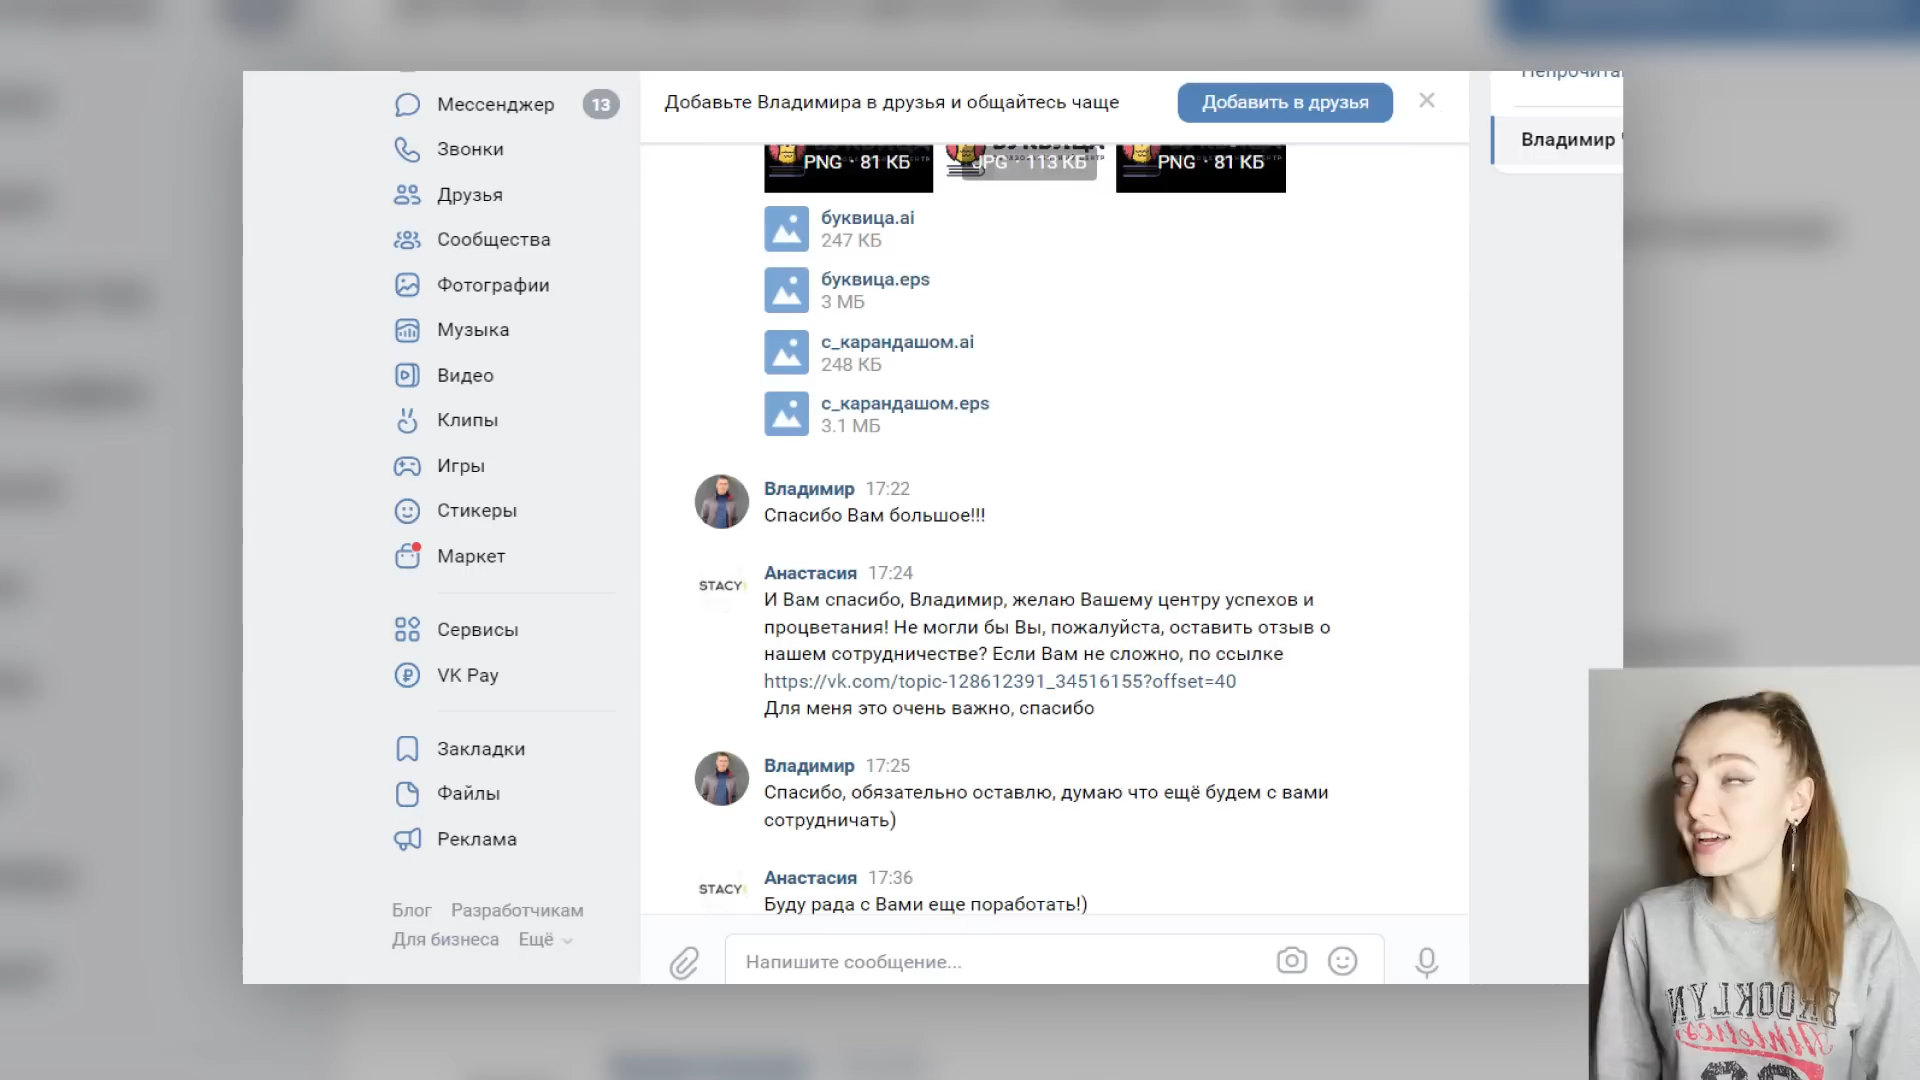 Мессенджер 13
Звонки
Друзья
Сообщества
Фотографии
Музыка
Видео
Клипы
Игры
Стикеры
Маркет
Сервисы
VK Pay
Закладки
Файлы
Реклама
Блог Разработчикам
Для бизнеса Ещё
Добавьте Владимира в друзья и общайтесь чаще
Добавить в друзья
PNG · 81 КБ
JPG · 113 КБ
PNG · 81 КБ
буквица.ai
247 КБ
буквица.eps
3 МБ
с_карандашом.ai
248 КБ
с_карандашом.eps
3.1 МБ
Владимир 17:22
Спасибо Вам большое!!!
STACY
Анастасия 17:24
И Вам спасибо, Владимир, желаю Вашему центру успехов и
процветания! Не могли бы Вы, пожалуйста, оставить отзыв о
нашем сотрудничестве? Если Вам не сложно, по ссылке
https://vk.com/topic-128612391_34516155?offset=40
Для меня это очень важно, спасибо
Владимир 17:25
Спасибо, обязательно оставлю, думаю что ещё будем с вами
сотрудничать)
STACY
Анастасия 17:36
Буду рада с Вами еще поработать!)
Напишите сообщение...
Владимир
BROOKLYN
Athletics